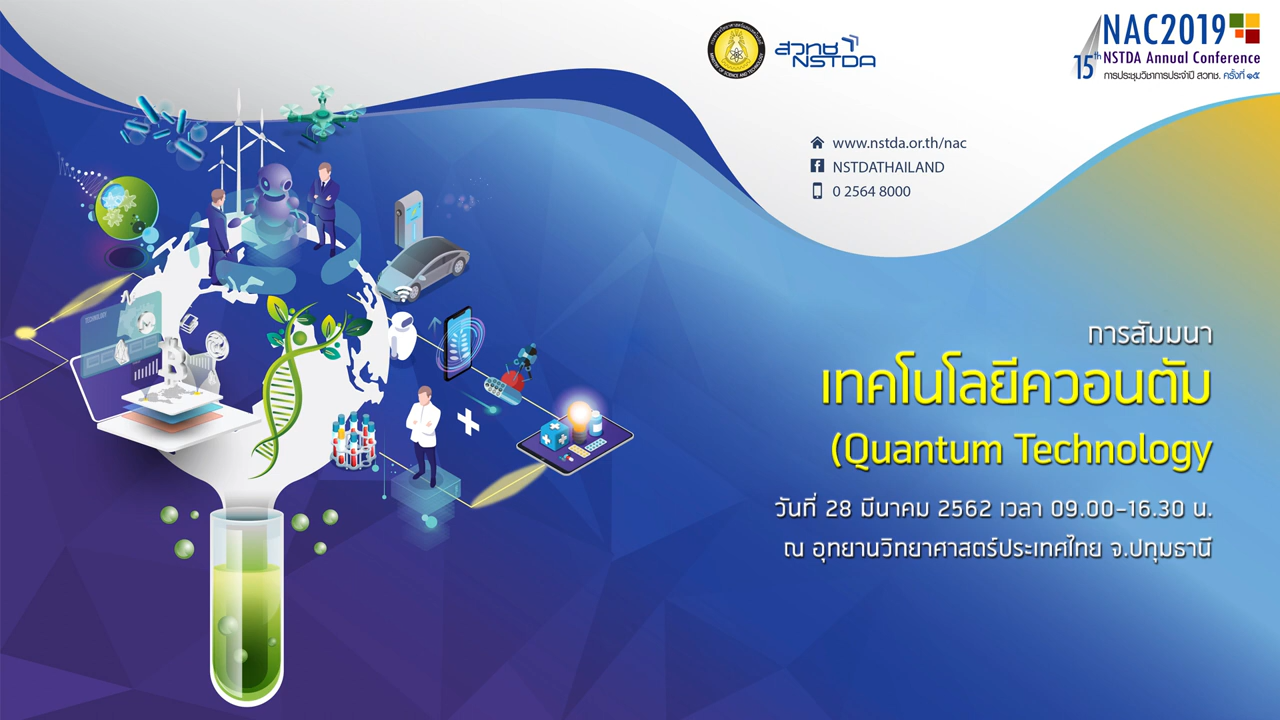 สวทช
NSTDA
NAC2019
15th NSTDA Annual Conference
การประชุมวิชาการประจำปี สวทช. ครั้งที่ ๑๕
www.nstda.or.th/nac
NSTDATHAILAND
0 2564 8000
การสัมมนา
เทคโนโลยีควอนตัม
(Quantum Technology
วันที่ 28 มีนาคม 2562 เวลา 09.00-16.30 น.
ณ อุทยานวิทยาศาสตร์ประเทศไทย จ.ปทุมธานี
TECHNOLOGY